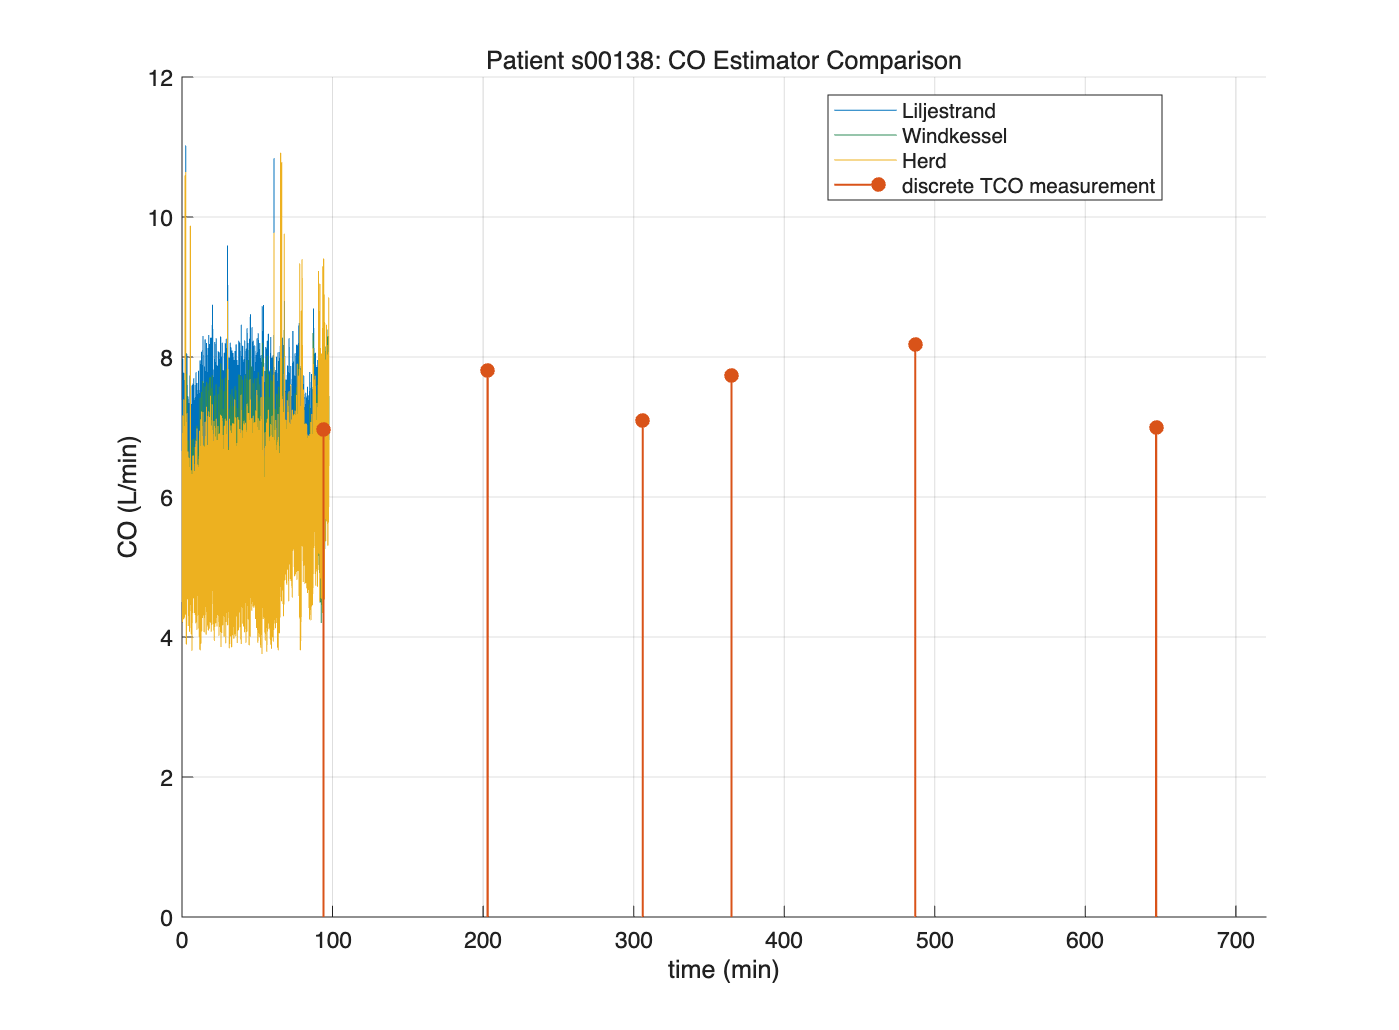 Patient s00138: CO Estimator Comparison
12
10
8
6
4
2
0
CO (L/min)
Liljestrand
Windkessel
Herd
discrete TCO measurement
0 100 200 300 400 500 600 700
time (min)